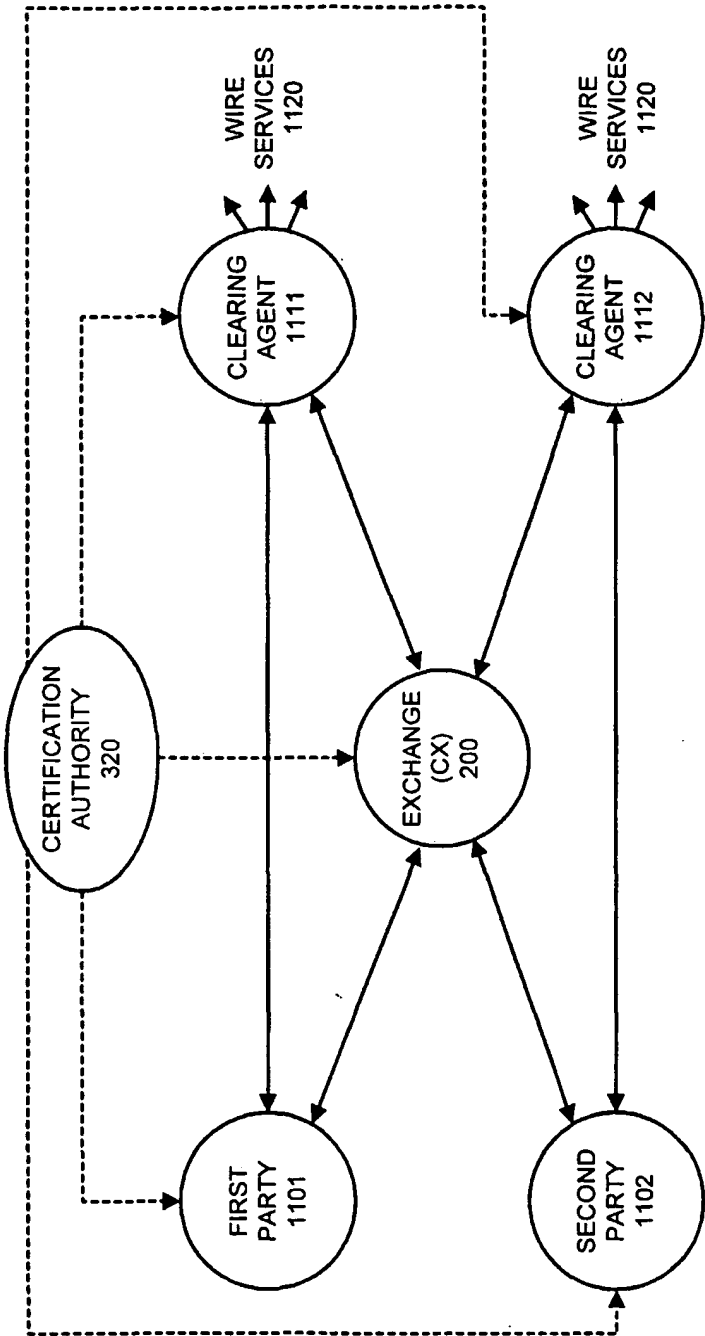 CERTIFICATION
AUTHORITY
320
FIRST
PARTY
1101
CLEARING
AGENT
1111
WIRE
SERVICES
1120
EXCHANGE
(CX)
200
SECOND
PARTY
1102
CLEARING
AGENT
1112
WIRE
SERVICES
1120